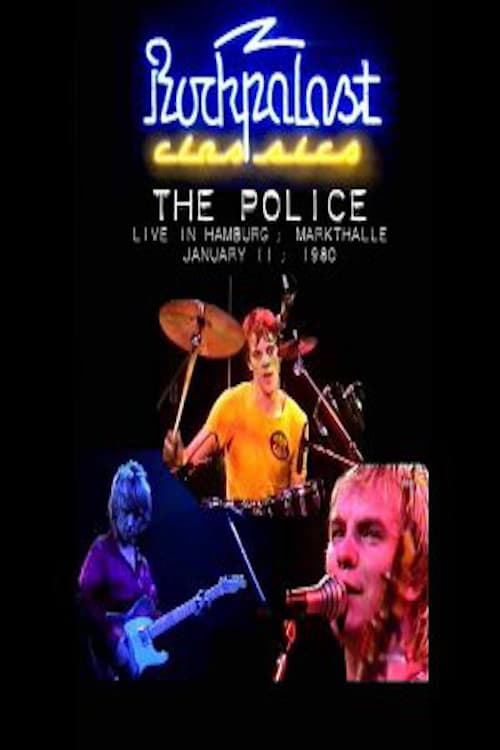 Rockpalast
classics
THE POLICE
LIVE IN HAMBURG; MARKTHALLE
JANUARY 11; 1980